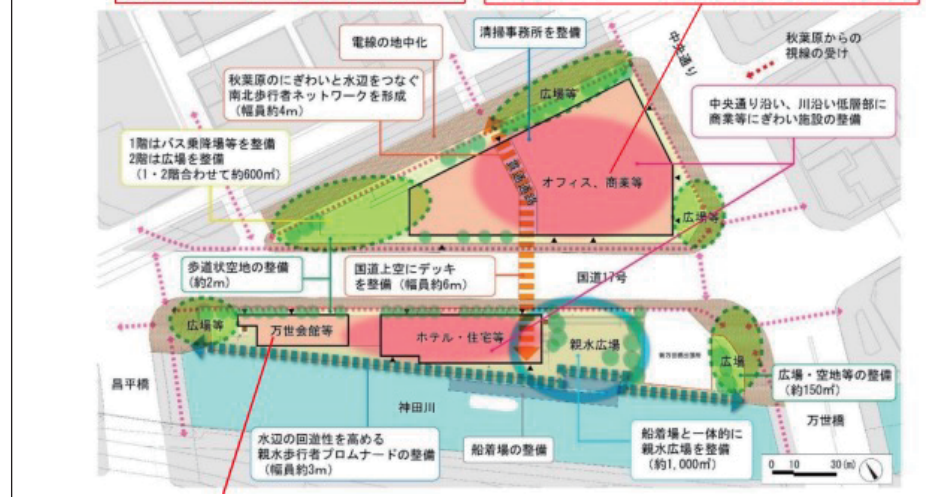 電線の地中化
清掃事務所を整備
中央通り
秋葉原からの
視線の受け
秋葉原のにぎわいと水辺をつなぐ
南北歩行者ネットワークを形成
(幅員約4m)
広場等
中央通り沿い、川沿い低層部に
商業等にぎわい施設の整備
1階はバス乗降場等を整備
2階は広場を整備
(1・2階合わせて約600㎡)
貫通通路
オフィス、商業等
広場等
歩道状空地の整備
(約2m)
国道上空にデッキ
を整備(幅員約6m)
国道17号
広場等
万世会館等
ホテル・住宅等
親水広場
広場
広場・空地等の整備
(約150㎡)
昌平橋
神田川
万世橋
水辺の回遊性を高める
親水歩行者プロムナードの整備
(幅員約3m)
船着場の整備
船着場と一体的に
親水広場を整備
(約1,000㎡)
0 10 30(m)